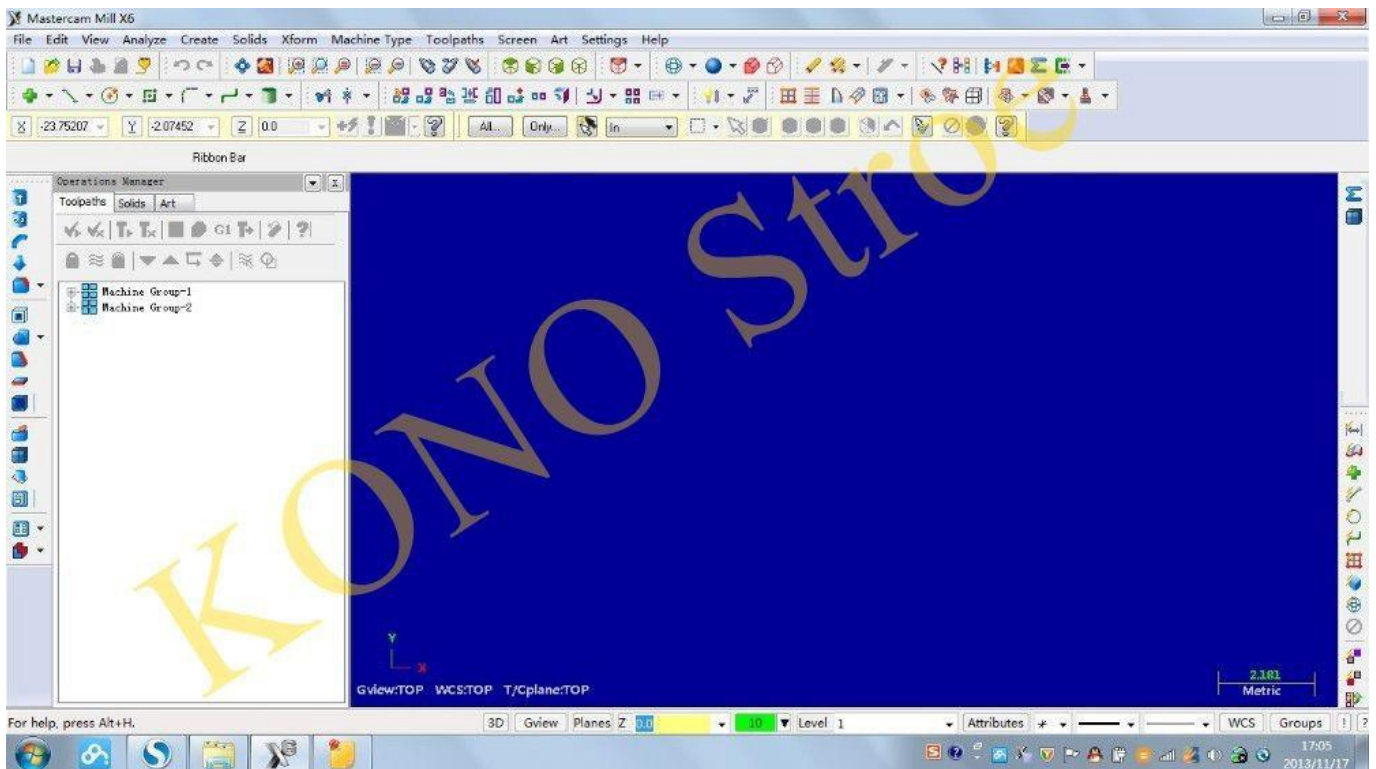 Mastercam Mill X6
File Edit View Analyze Create Solids Xform Machine Type Toolpaths Screen Art Settings Help
X -23.75207 Y -2.07452 Z 0.0 All... Only... In
Ribbon Bar
Operations Manager
Toolpaths Solids Art
G1
Machine Group-1
Machine Group-2
KONO Stroe
Y
X
Gview:TOP WCS:TOP T/Cplane:TOP
2.181
Metric
For help, press Alt+H.
3D Gview Planes Z 0.0 10 Level 1 Attributes WCS Groups
17:05
2013/11/17